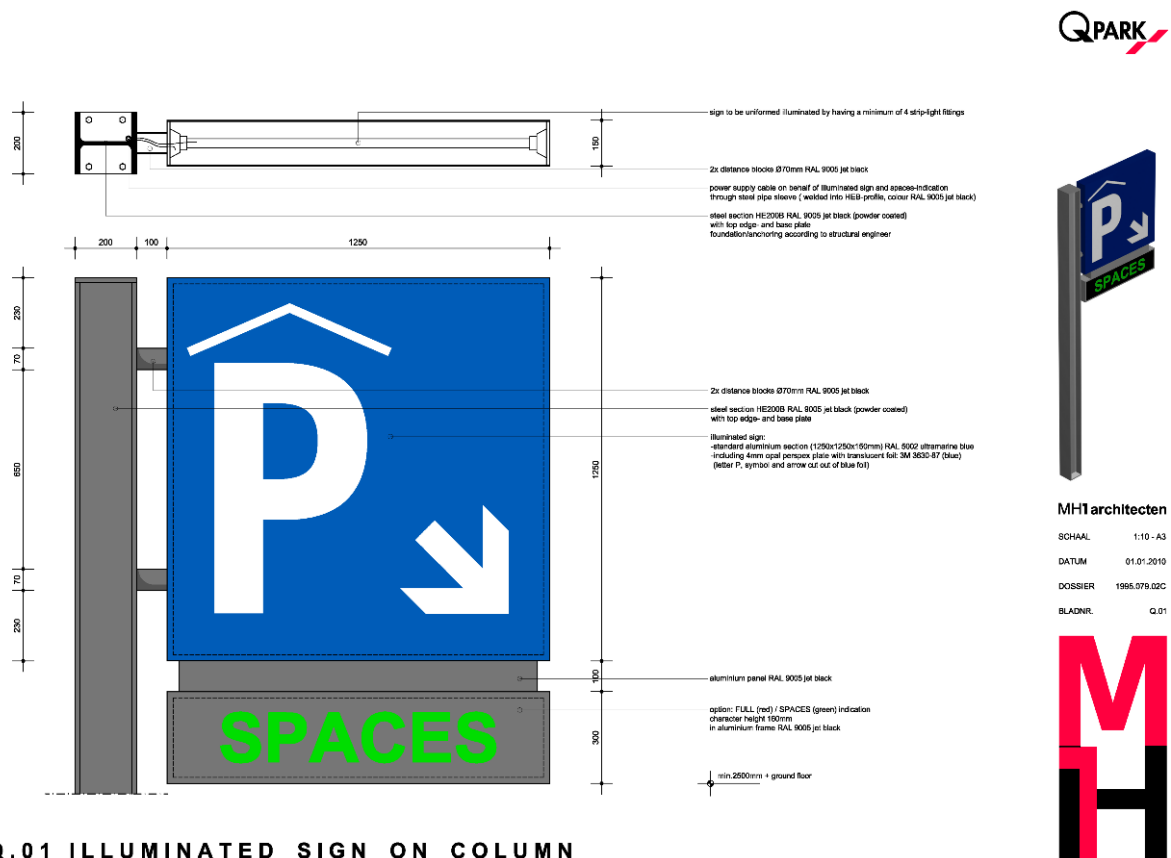 QPARK
200
150
sign to be uniformed illuminated by having a minimum of 4 strip-light fittings
2x distance blocks Ø70mm RAL 9005 jet black
power supply cable on behalf of illuminated sign and spaces-indication
through steel pipe sleeve ( welded into HEB-profile, colour RAL 9005 jet black)
steel section HE200B RAL 9005 jet black (powder coated)
with top edge- and base plate
foundation/anchoring according to structural engineer
200 100 1250
P
SPACES
230
70
650
70
230
P
1250
2x distance blocks Ø70mm RAL 9005 jet black
steel section HE200B RAL 9005 jet black (powder coated)
with top edge- and base plate
illuminated sign:
-standard aluminium section (1250x1250x150mm) RAL 5002 ultramarine blue
-including 4mm opal perspex plate with translucent foil: 3M 3630-87 (blue)
(letter P, symbol and arrow cut out of blue foil)
100
aluminium panel RAL 9005 jet black
SPACES
300
option: FULL (red) / SPACES (green) indication
character height 160mm
in aluminium frame RAL 9005 jet black
min.2500mm + ground floor
MH1architecten
SCHAAL 1:10 - A3
DATUM 01.01.2010
DOSSIER 1995.079.02C
BLADNR. Q.01
MH1
Q.01 ILLUMINATED SIGN ON COLUMN